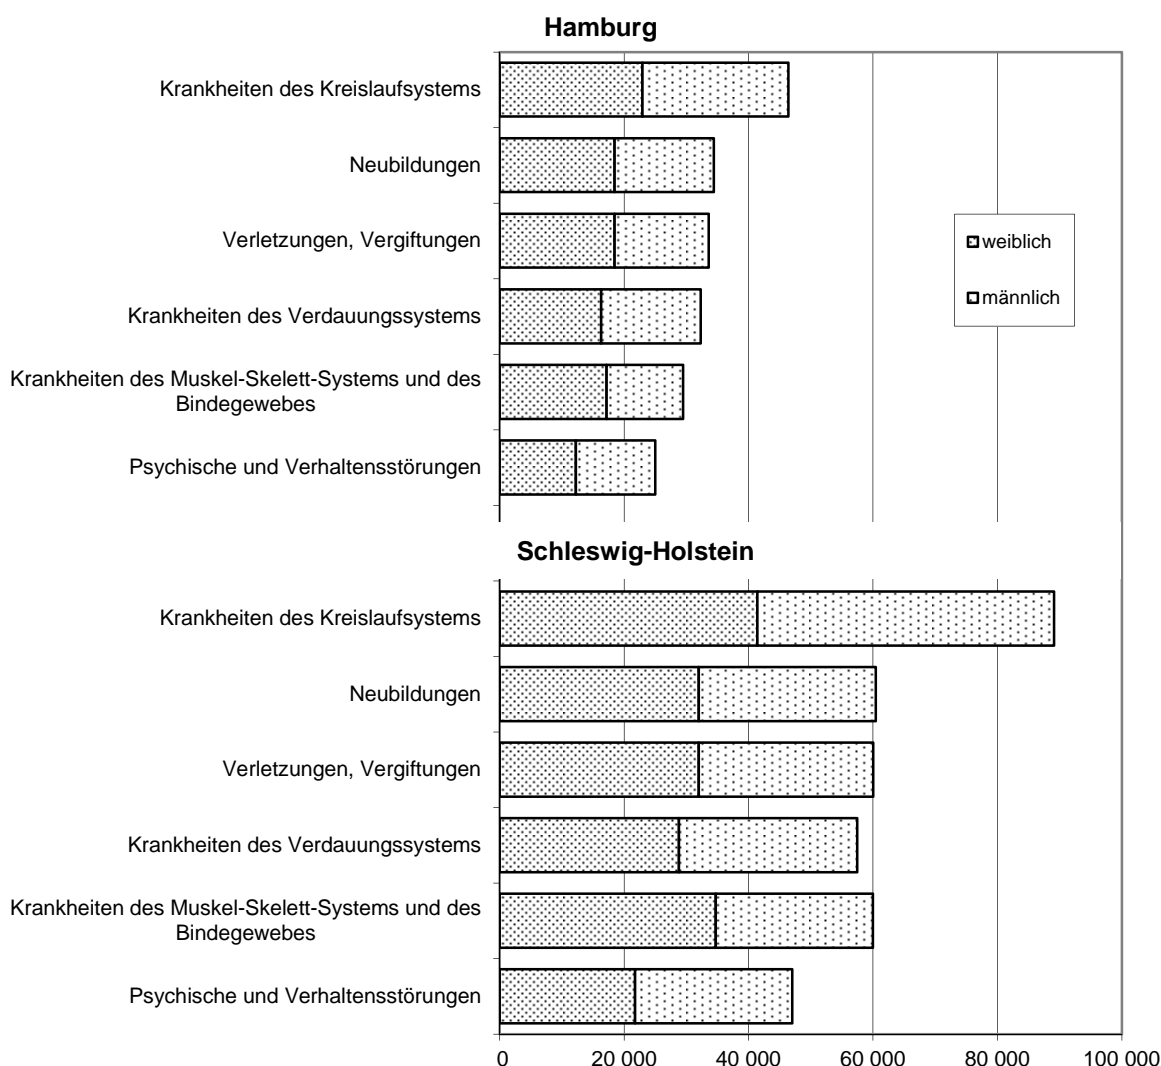 Hamburg
Krankheiten des Kreislaufsystems
Neubildungen
Verletzungen, Vergiftungen
weiblich
männlich
Krankheiten des Verdauungssystems
Krankheiten des Muskel-Skelett-Systems und des
Bindegewebes
Psychische und Verhaltensstörungen
Schleswig-Holstein
Krankheiten des Kreislaufsystems
Neubildungen
Verletzungen, Vergiftungen
Krankheiten des Verdauungssystems
Krankheiten des Muskel-Skelett-Systems und des
Bindegewebes
Psychische und Verhaltensstörungen
0 20 000 40 000 60 000 80 000 100 000